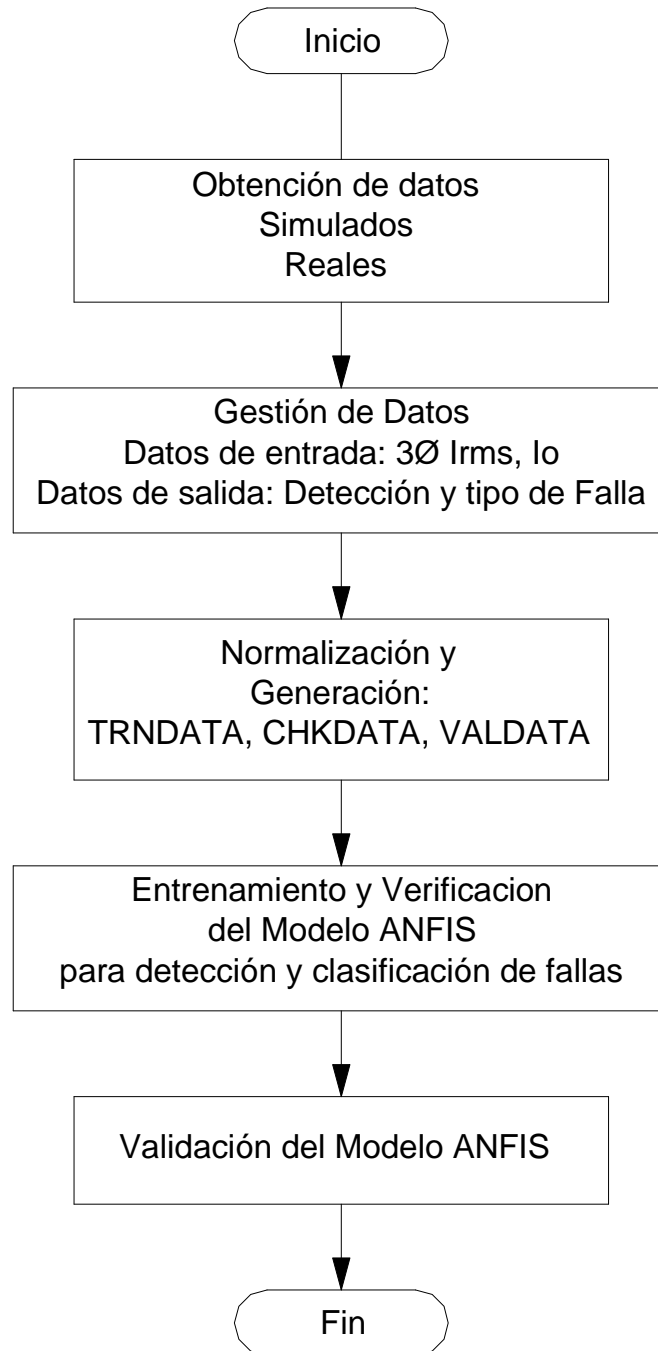 Inicio
Obtención de datos
Simulados
Reales
Gestión de Datos
Datos de entrada: 3Ø Irms, Io
Datos de salida: Detección y tipo de Falla
Normalización y
Generación:
TRNDATA, CHKDATA, VALDATA
Entrenamiento y Verificacion
del Modelo ANFIS
para detección y clasificación de fallas
Validación del Modelo ANFIS
Fin